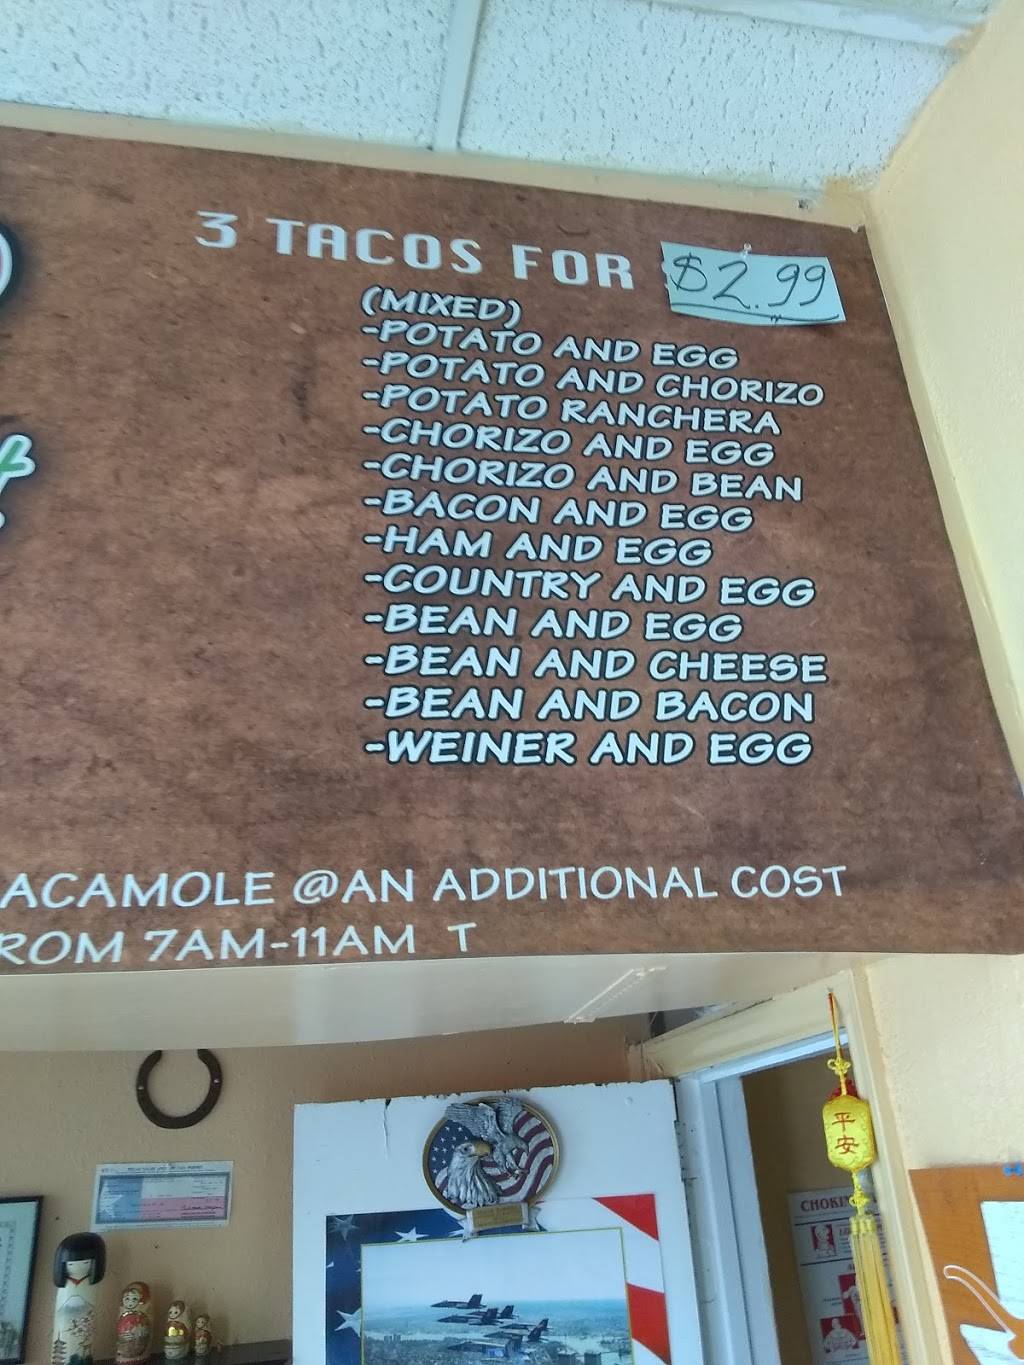 3 TACOS FOR $2.99
(MIXED)
-POTATO AND EGG
-POTATO AND CHORIZO
-POTATO RANCHERA
-CHORIZO AND EGG
-CHORIZO AND BEAN
-BACON AND EGG
-HAM AND EGG
-COUNTRY AND EGG
-BEAN AND EGG
-BEAN AND CHEESE
-BEAN AND BACON
-WEINER AND EGG
ACAMOLE @AN ADDITIONAL COST
ROM 7AM-11AM T
平安
CHOKIN